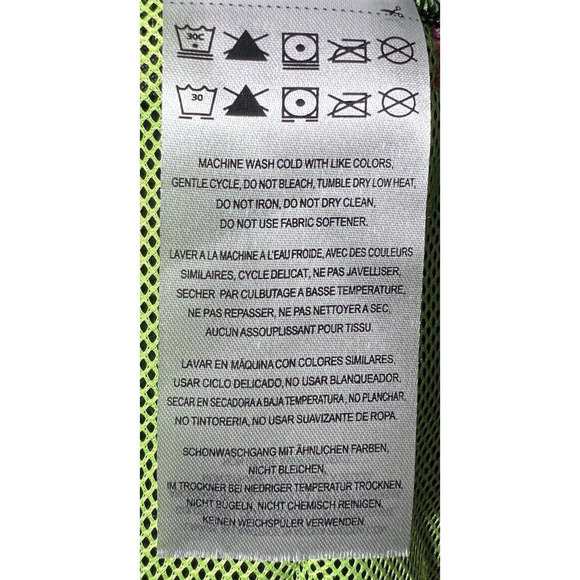 30C
30
MACHINE WASH COLD WITH LIKE COLORS,
GENTLE CYCLE, DO NOT BLEACH, TUMBLE DRY LOW HEAT,
DO NOT IRON, DO NOT DRY CLEAN,
DO NOT USE FABRIC SOFTENER.
LAVER A LA MACHINE À L'EAU FROIDE, AVEC DES COULEURS
SIMILAIRES, CYCLE DELICAT, NE PAS JAVELLISER,
SECHER PAR CULBUTAGE A BASSE TEMPERATURE,
NE PAS REPASSER, NE PAS NETTOYER A SEC,
AUCUN ASSOUPLISSANT POUR TISSU
LAVAR EN MÁQUINA CON COLORES SIMILARES,
USAR CICLO DELICADO, NO USAR BLANQUEADOR,
SECAR EN SECADORA A BAJA TEMPERATURA, NO PLANCHAR,
NO TINTORERIA, NO USAR SUAVIZANTE DE ROPA.
SCHONWASCHGANG MIT ÄHNLICHEN FARBEN,
NICHT BLEICHEN,
IM TROCKNER BEI NIEDRIGER TEMPERATUR TROCKNEN,
NICHT BÜGELN, NICHT CHEMISCH REINIGEN,
KEINEN WEICHSPÜLER VERWENDEN.